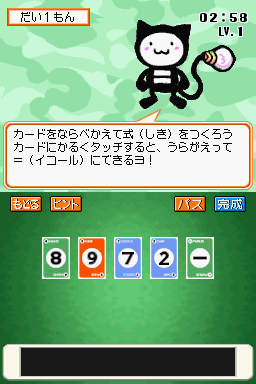 だい1もん
02:58
LV.1
カードをならべかえて式(しき)をつくろう
カードにかるくタッチすると、うらがえって
=(イコール)にできるヨ!
もどる ヒント パス 完成
8 9 7 2 −